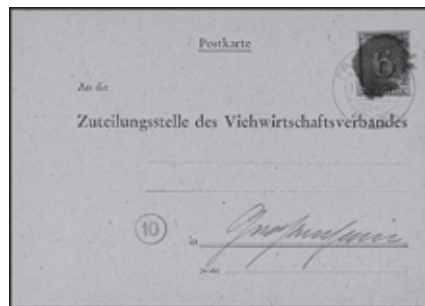 Postkarte
6
An die
Zuteilungsstelle des Viehwirtschaftsverbandes
10
in